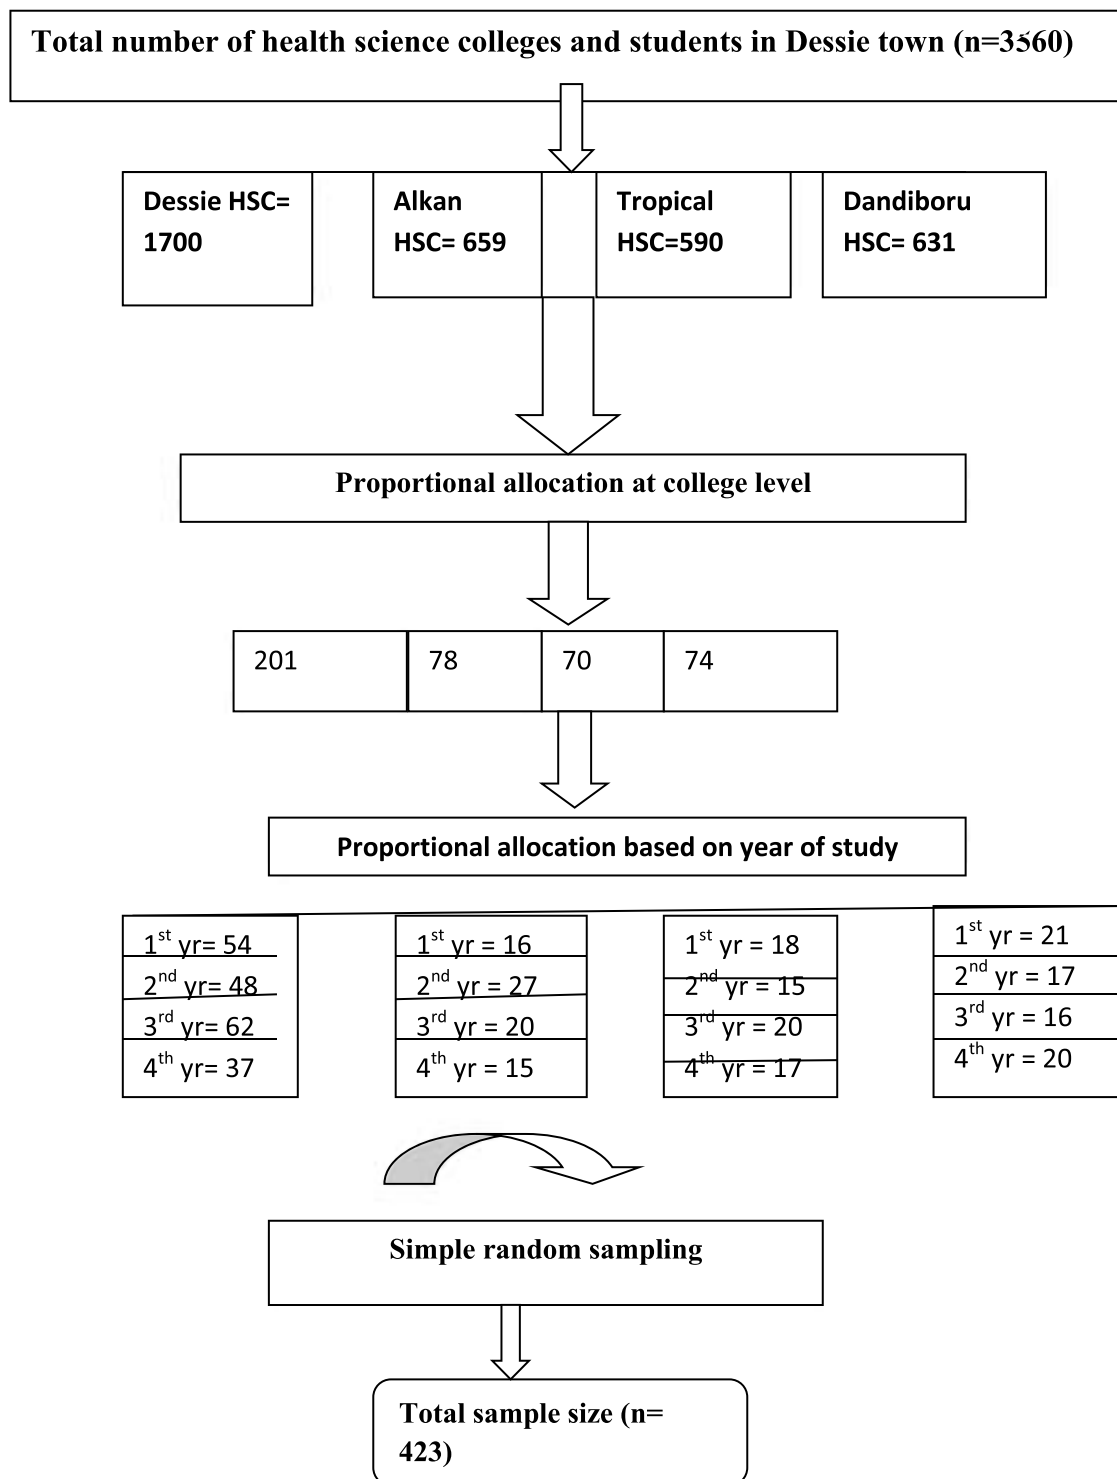 Total number of health science colleges and students in Dessie town (n=3560)
Dessie HSC=
1700
Alkan
HSC= 659
Tropical
HSC=590
Dandiboru
HSC= 631
Proportional allocation at college level
201
78
70
74
Proportional allocation based on year of study
1st yr= 54
2nd yr= 48
3rd yr= 62
4th yr= 37
1st yr = 16
2nd yr = 27
3rd yr = 20
4th yr = 15
1st yr = 18
2nd yr = 15
3rd yr = 20
4th yr = 17
1st yr = 21
2nd yr = 17
3rd yr = 16
4th yr = 20
Simple random sampling
Total sample size (n=
423)